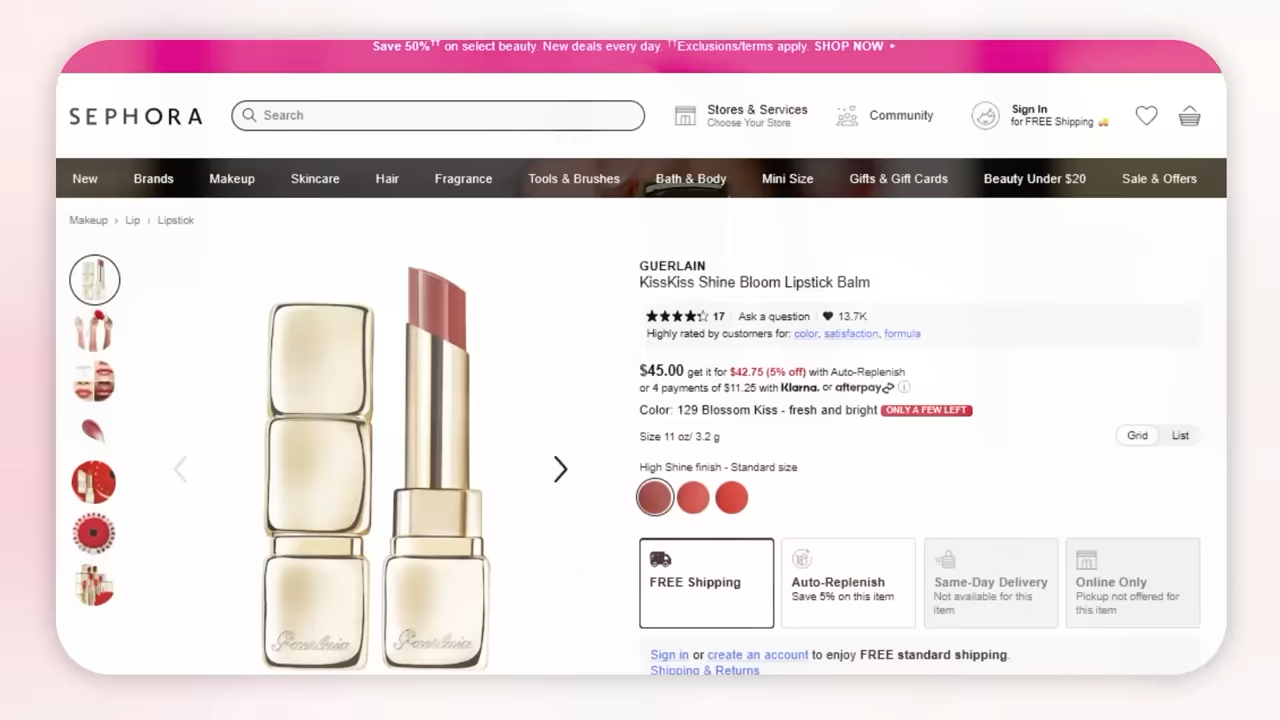 Save 50%†† on select beauty. New deals every day. ††Exclusions/terms apply. SHOP NOW ▸
SEPHORA
Search
Stores & Services
Choose Your Store
Community
Sign In
for FREE Shipping 🚚
New Brands Makeup Skincare Hair Fragrance Tools & Brushes Bath & Body Mini Size Gifts & Gift Cards Beauty Under $20 Sale & Offers
Makeup › Lip › Lipstick
GUERLAIN
KissKiss Shine Bloom Lipstick Balm
★★★★☆ 17 Ask a question ♥ 13.7K
Highly rated by customers for: color, satisfaction, formula
$45.00 get it for $42.75 (5% off) with Auto-Replenish
or 4 payments of $11.25 with Klarna. or afterpay
Color: 129 Blossom Kiss - fresh and bright ONLY A FEW LEFT
Size 11 oz/ 3.2 g
Grid List
High Shine finish - Standard size
FREE Shipping
Auto-Replenish
Save 5% on this item
Same-Day Delivery
Not available for this
item
Online Only
Pickup not offered for
this item
Guerlain Guerlain
Sign in or create an account to enjoy FREE standard shipping.
Shipping & Returns